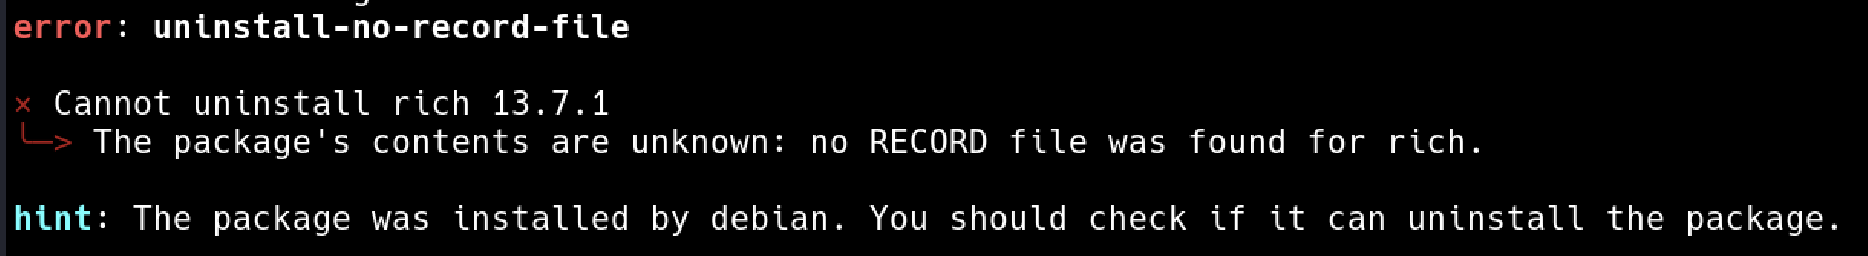 error: uninstall-no-record-file
× Cannot uninstall rich 13.7.1
╰─> The package's contents are unknown: no RECORD file was found for rich.
hint: The package was installed by debian. You should check if it can uninstall the package.